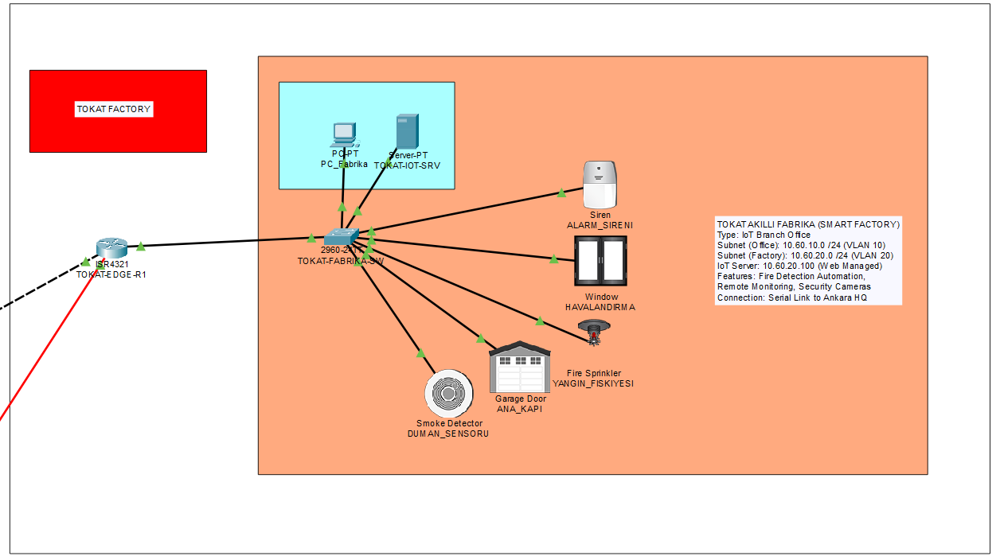 TOKAT FACTORY
PC-PT
PC_Fabrika
Server-PT
TOKAT-IOT-SRV
Siren
ALARM_SIRENI
TOKAT AKILLI FABRIKA (SMART FACTORY)
Type: IoT Branch Office
Subnet (Office): 10.60.10.0 /24 (VLAN 10)
Subnet (Factory): 10.60.20.0 /24 (VLAN 20)
IoT Server: 10.60.20.100 (Web Managed)
Features: Fire Detection Automation,
Remote Monitoring, Security Cameras
Connection: Serial Link to Ankara HQ
2960-24TT
TOKAT-FABRIKA-SW
ISR4321
TOKAT-EDGE-R1
Window
HAVALANDIRMA
Fire Sprinkler
YANGIN_FISKIYESI
Garage Door
ANA_KAPI
Smoke Detector
DUMAN_SENSORU